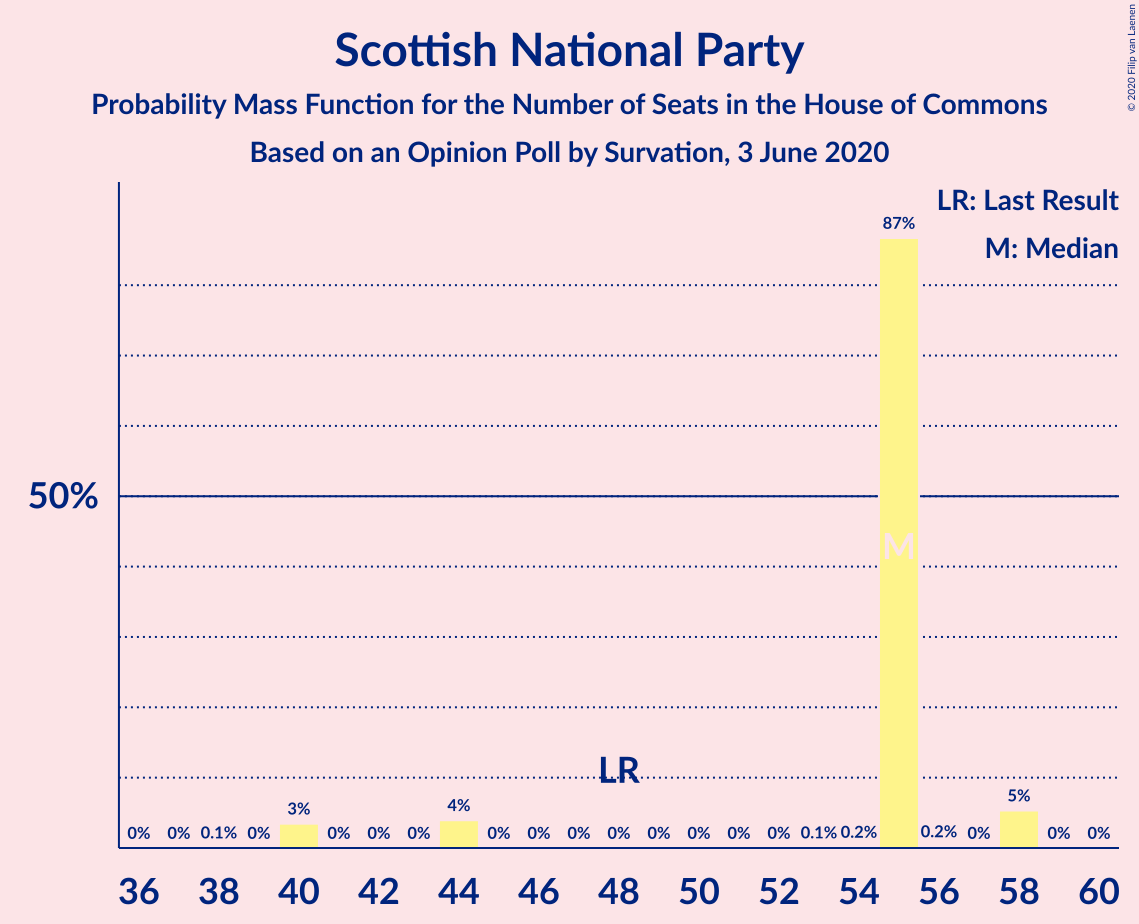 Scottish National Party
Probability Mass Function for the Number of Seats in the House of Commons
Based on an Opinion Poll by Survation, 3 June 2020
© 2020 Filip van Laenen
LR: Last Result
M: Median
87%
50%
M
LR
3% 4% 5%
0% 0% 0.1% 0% 0% 0% 0% 0% 0% 0% 0% 0% 0% 0% 0% 0.1% 0.2% 0.2% 0% 0% 0%
36 38 40 42 44 46 48 50 52 54 56 58 60